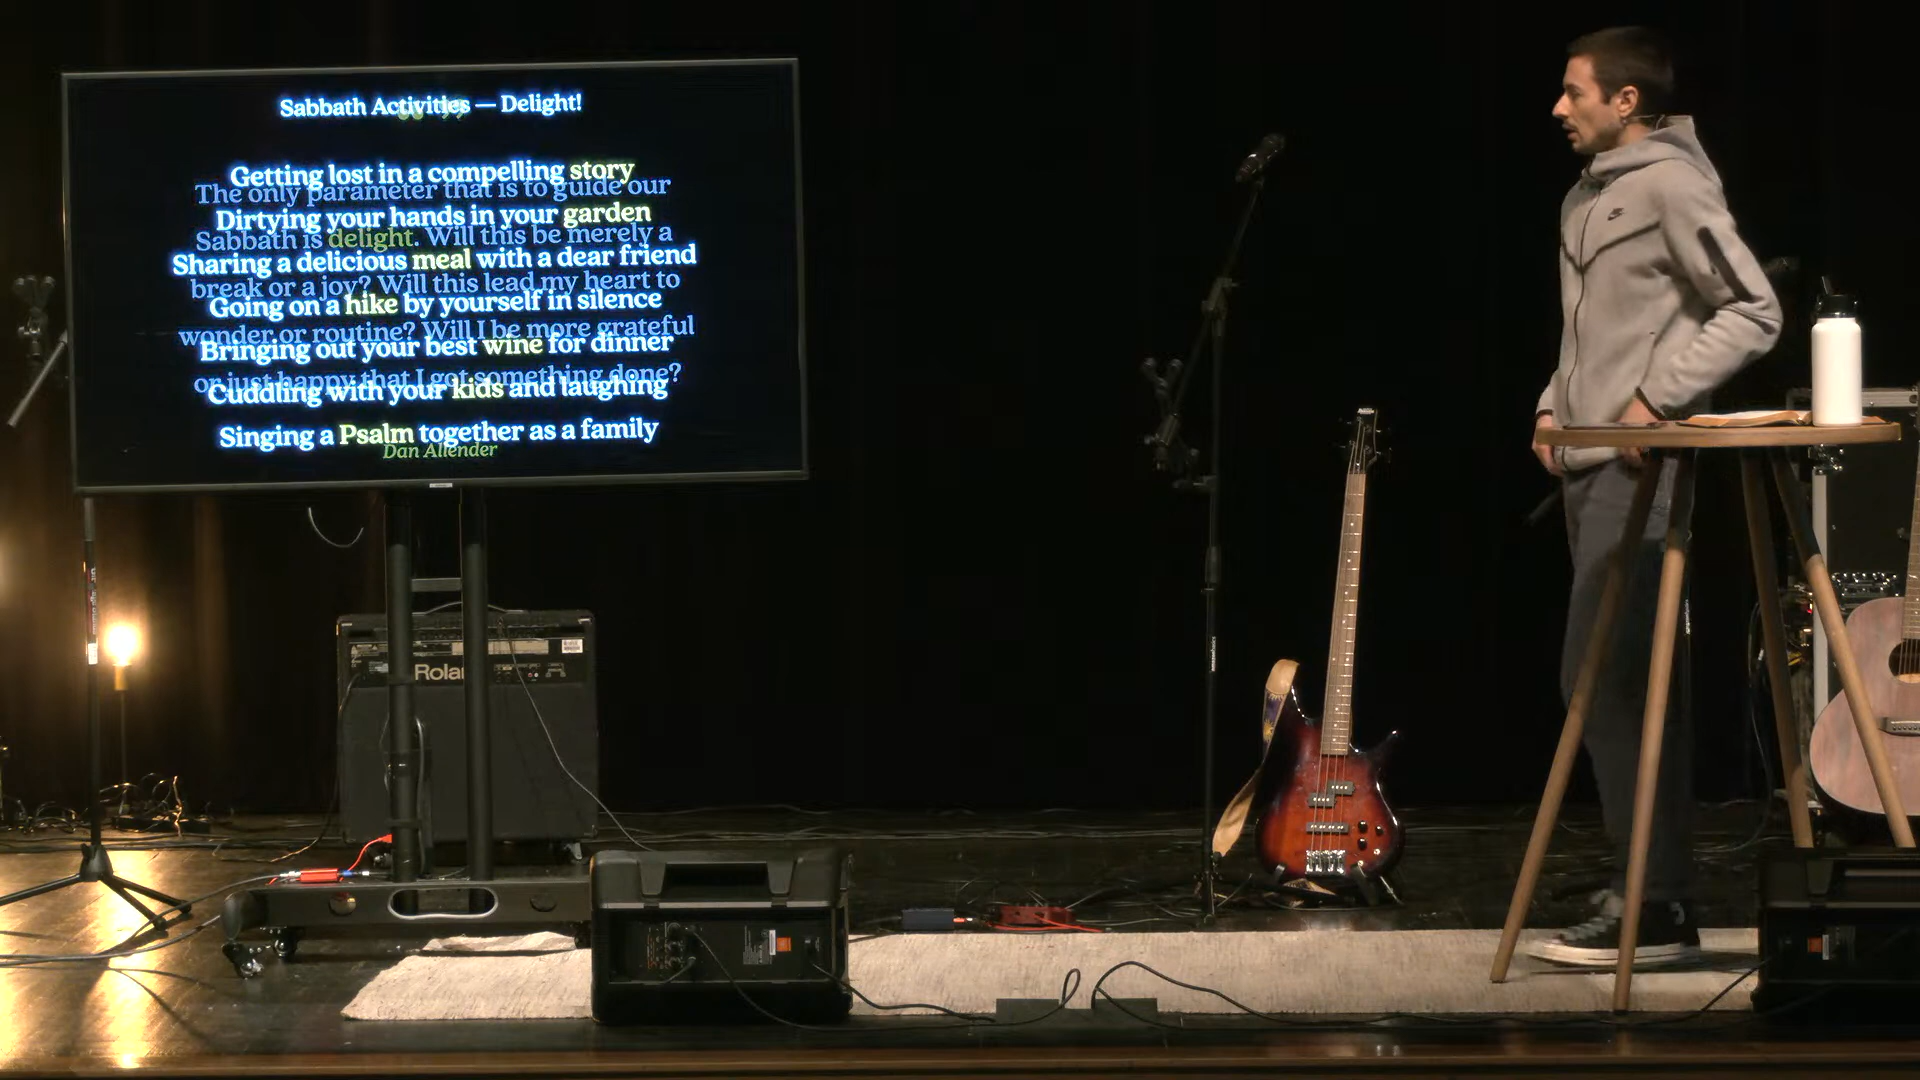 Sabbath Activities — Delight!
Getting lost in a compelling story
The only parameter that is to guide our
Dirtying your hands in your garden
Sabbath is delight. Will this be merely a
Sharing a delicious meal with a dear friend
break or a joy? Will this lead my heart to
Going on a hike by yourself in silence
wonder or routine? Will I be more grateful
Bringing out your best wine for dinner
or just happy that I got something done?
Cuddling with your kids and laughing
Singing a Psalm together as a family
Dan Allender
Rolan